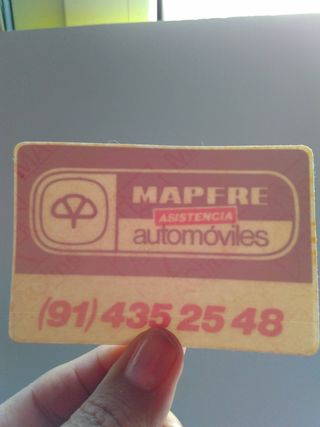 MAPFRE
ASISTENCIA
automóviles
(91) 435 25 48